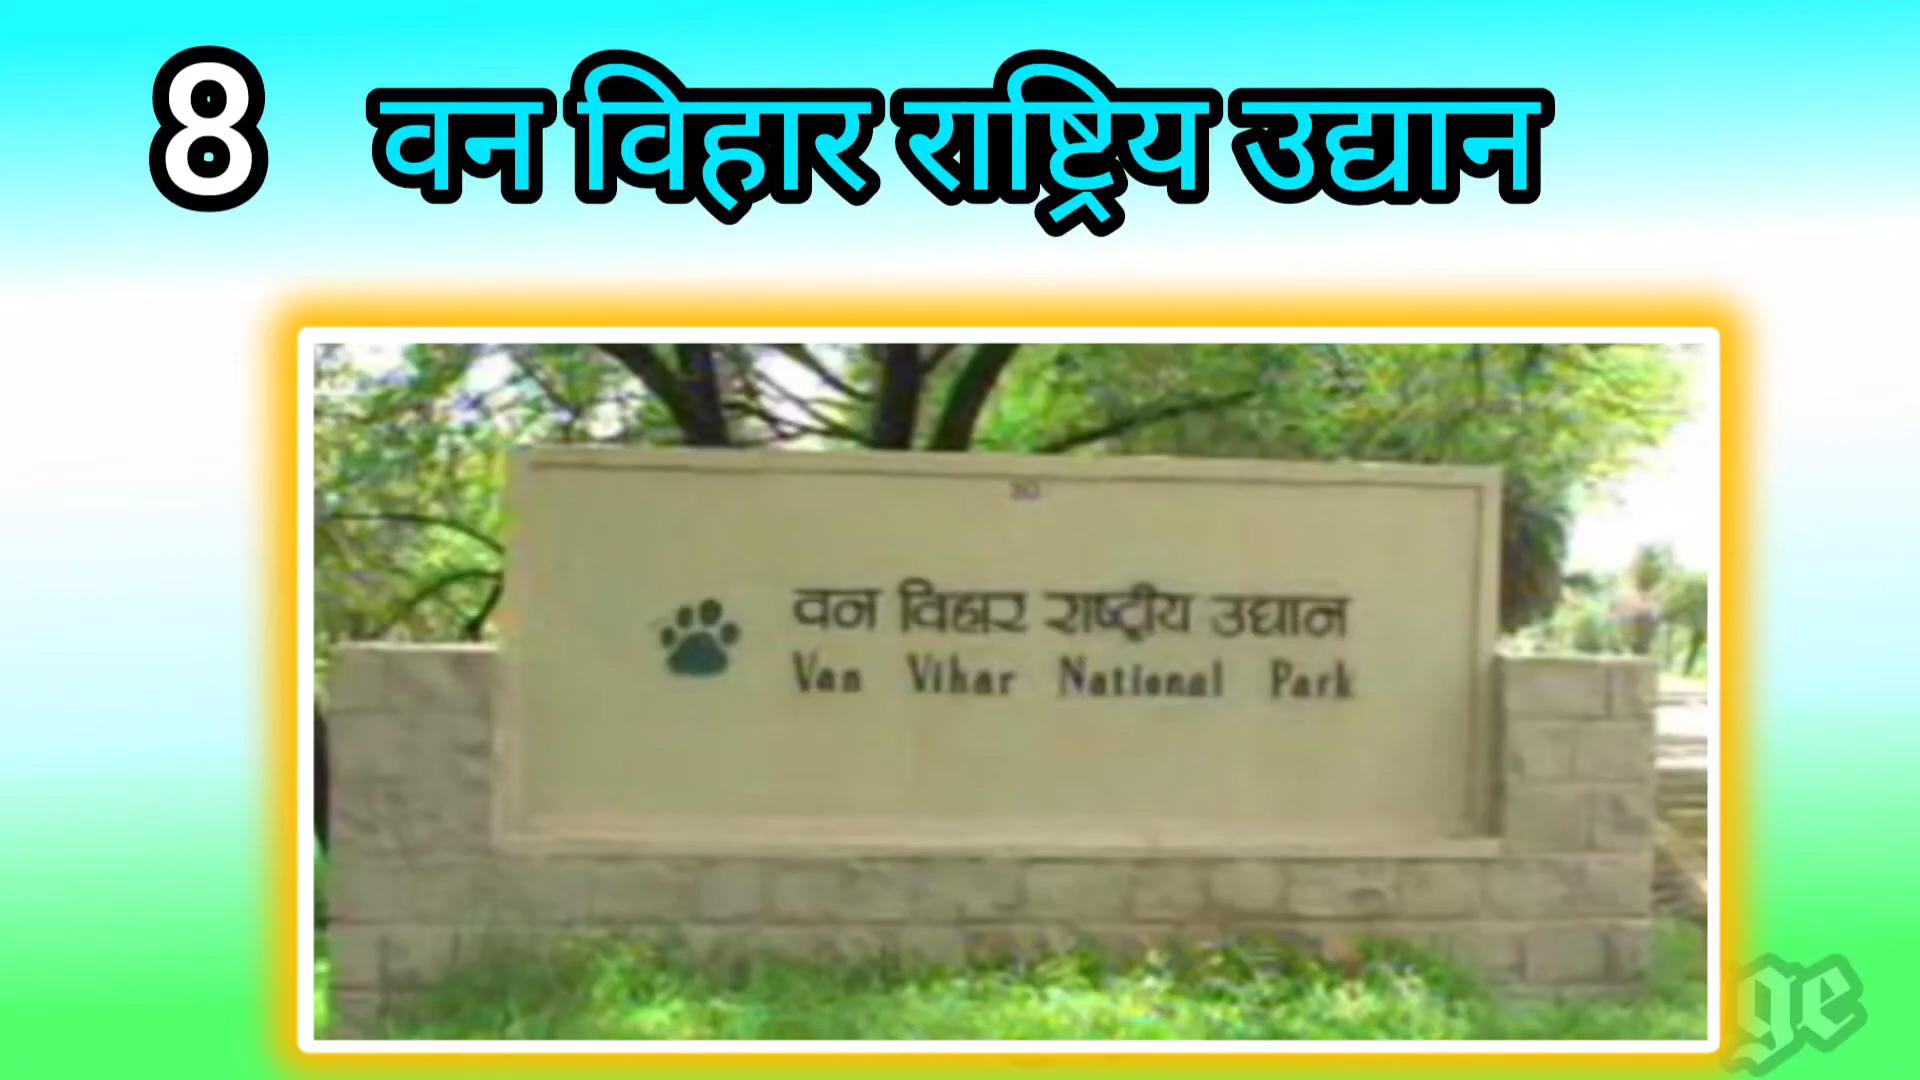 8 वन विहार राष्ट्रिय उद्यान
वन विहार राष्ट्रीय उद्यान
Van Vihar National Park
ge